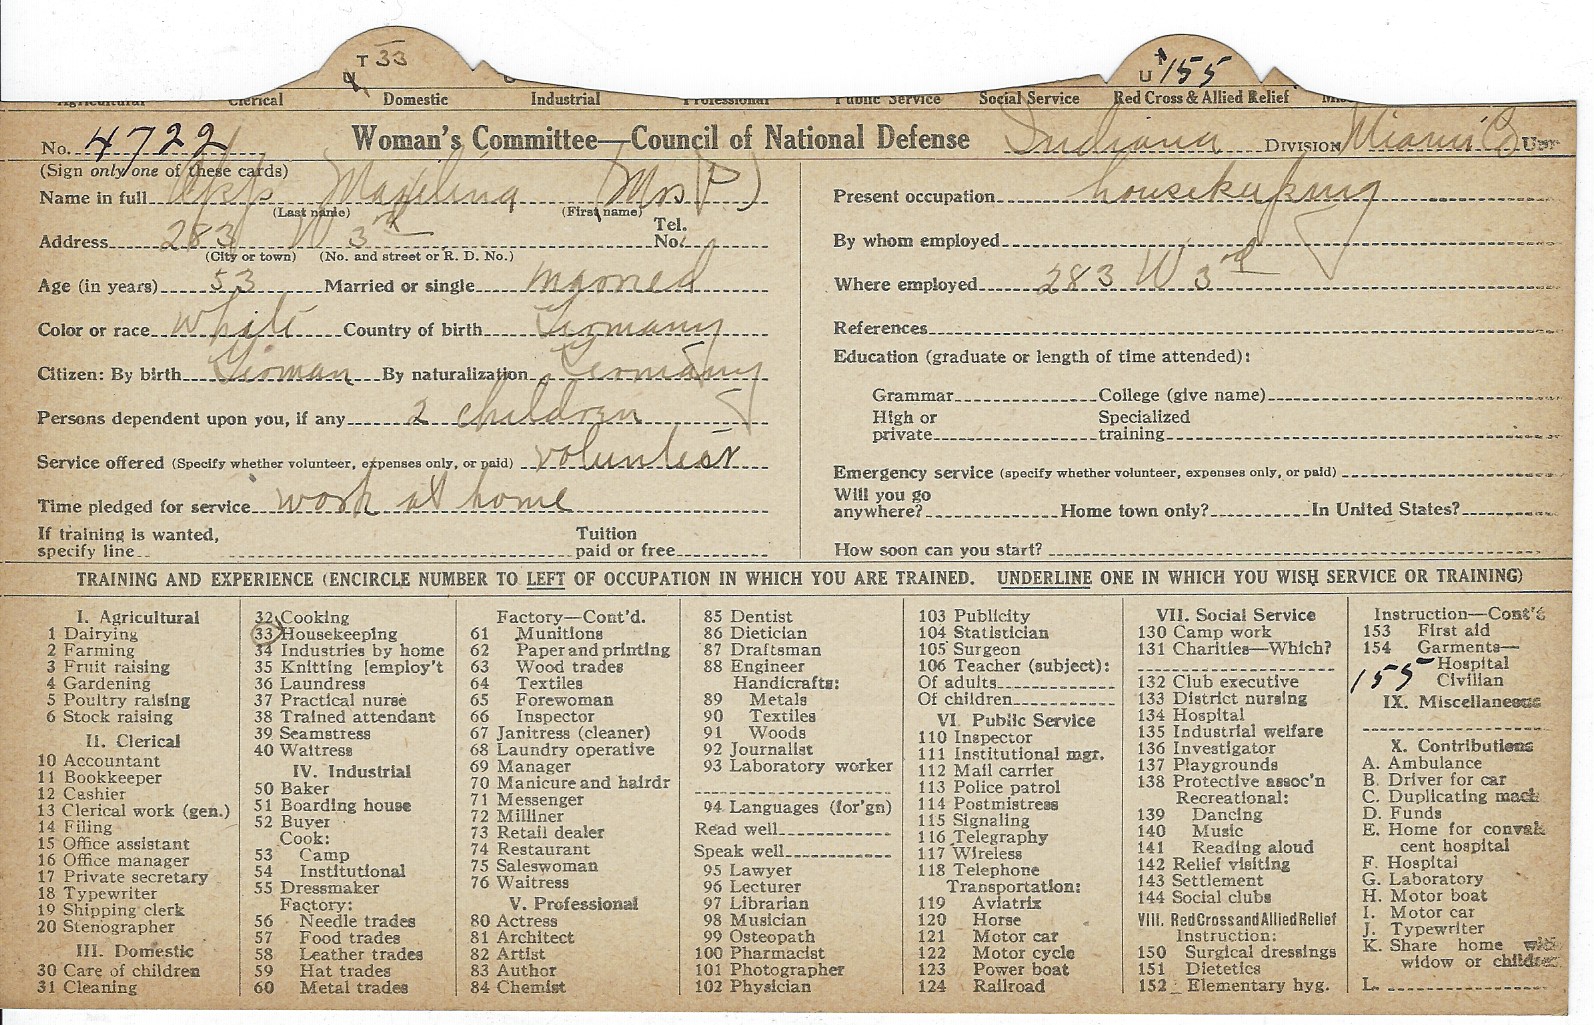 T 33
U 155
Clerical Domestic Industrial Professional Public Service Social Service Red Cross & Allied Relief
No. 4722 Woman's Committee—Council of National Defense Indiana DIVISION Miami Co
(Sign only one of these cards)
Name in full Apps (Mrs P)
(Last name) (First name)
Address 283 W 3rd Tel. No.
(City or town) (No. and street or R. D. No.)
Age (in years) 53 Married or single married
Color or race white Country of birth Germany
Citizen: By birth German By naturalization Germany
Persons dependent upon you, if any 2 children
Service offered (Specify whether volunteer, expenses only, or paid) volunteer
Time pledged for service work at home
If training is wanted, specify line Tuition paid or free
Present occupation housekeeping
By whom employed
Where employed 283 W 3rd
References
Education (graduate or length of time attended):
Grammar College (give name)
High or private Specialized training
Emergency service (specify whether volunteer, expenses only, or paid)
Will you go anywhere? Home town only? In United States?
How soon can you start?
TRAINING AND EXPERIENCE (ENCIRCLE NUMBER TO LEFT OF OCCUPATION IN WHICH YOU ARE TRAINED. UNDERLINE ONE IN WHICH YOU WISH SERVICE OR TRAINING)
I. Agricultural
1 Dairying
2 Farming
3 Fruit raising
4 Gardening
5 Poultry raising
6 Stock raising
II. Clerical
10 Accountant
11 Bookkeeper
12 Cashier
13 Clerical work (gen.)
14 Filing
15 Office assistant
16 Office manager
17 Private secretary
18 Typewriter
19 Shipping clerk
20 Stenographer
III. Domestic
30 Care of children
31 Cleaning
32 Cooking
33 Housekeeping
34 Industries by home
35 Knitting [employ't
36 Laundress
37 Practical nurse
38 Trained attendant
39 Seamstress
40 Waitress
IV. Industrial
50 Baker
51 Boarding house
52 Buyer
Cook:
53 Camp
54 Institutional
55 Dressmaker
Factory:
56 Needle trades
57 Food trades
58 Leather trades
59 Hat trades
60 Metal trades
Factory—Cont'd.
61 Munitions
62 Paper and printing
63 Wood trades
64 Textiles
65 Forewoman
66 Inspector
67 Janitress (cleaner)
68 Laundry operative
69 Manager
70 Manicure and hairdr
71 Messenger
72 Milliner
73 Retail dealer
74 Restaurant
75 Saleswoman
76 Waitress
V. Professional
80 Actress
81 Architect
82 Artist
83 Author
84 Chemist
85 Dentist
86 Dietician
87 Draftsman
88 Engineer
Handicrafts:
89 Metals
90 Textiles
91 Woods
92 Journalist
93 Laboratory worker
94 Languages (for'gn)
Read well
Speak well
95 Lawyer
96 Lecturer
97 Librarian
98 Musician
99 Osteopath
100 Pharmacist
101 Photographer
102 Physician
103 Publicity
104 Statistician
105 Surgeon
106 Teacher (subject):
Of adults
Of children
VI. Public Service
110 Inspector
111 Institutional mgr.
112 Mail carrier
113 Police patrol
114 Postmistress
115 Signaling
116 Telegraphy
117 Wireless
118 Telephone
Transportation:
119 Aviatrix
120 Horse
121 Motor car
122 Motor cycle
123 Power boat
124 Railroad
VII. Social Service
130 Camp work
131 Charities—Which?
132 Club executive
133 District nursing
134 Hospital
135 Industrial welfare
136 Investigator
137 Playgrounds
138 Protective assoc'n
Recreational:
139 Dancing
140 Music
141 Reading aloud
142 Relief visiting
143 Settlement
144 Social clubs
VIII. Red Cross and Allied Relief
Instruction:
150 Surgical dressings
151 Dietetics
152 Elementary hyg.
Instruction—Cont'd
153 First aid
154 Garments—
Hospital
155 Civilian
IX. Miscellaneous
X. Contributions
A. Ambulance
B. Driver for car
C. Duplicating mach
D. Funds
E. Home for conval
cent hospital
F. Hospital
G. Laboratory
H. Motor boat
I. Motor car
J. Typewriter
K. Share home with
widow or children
L.